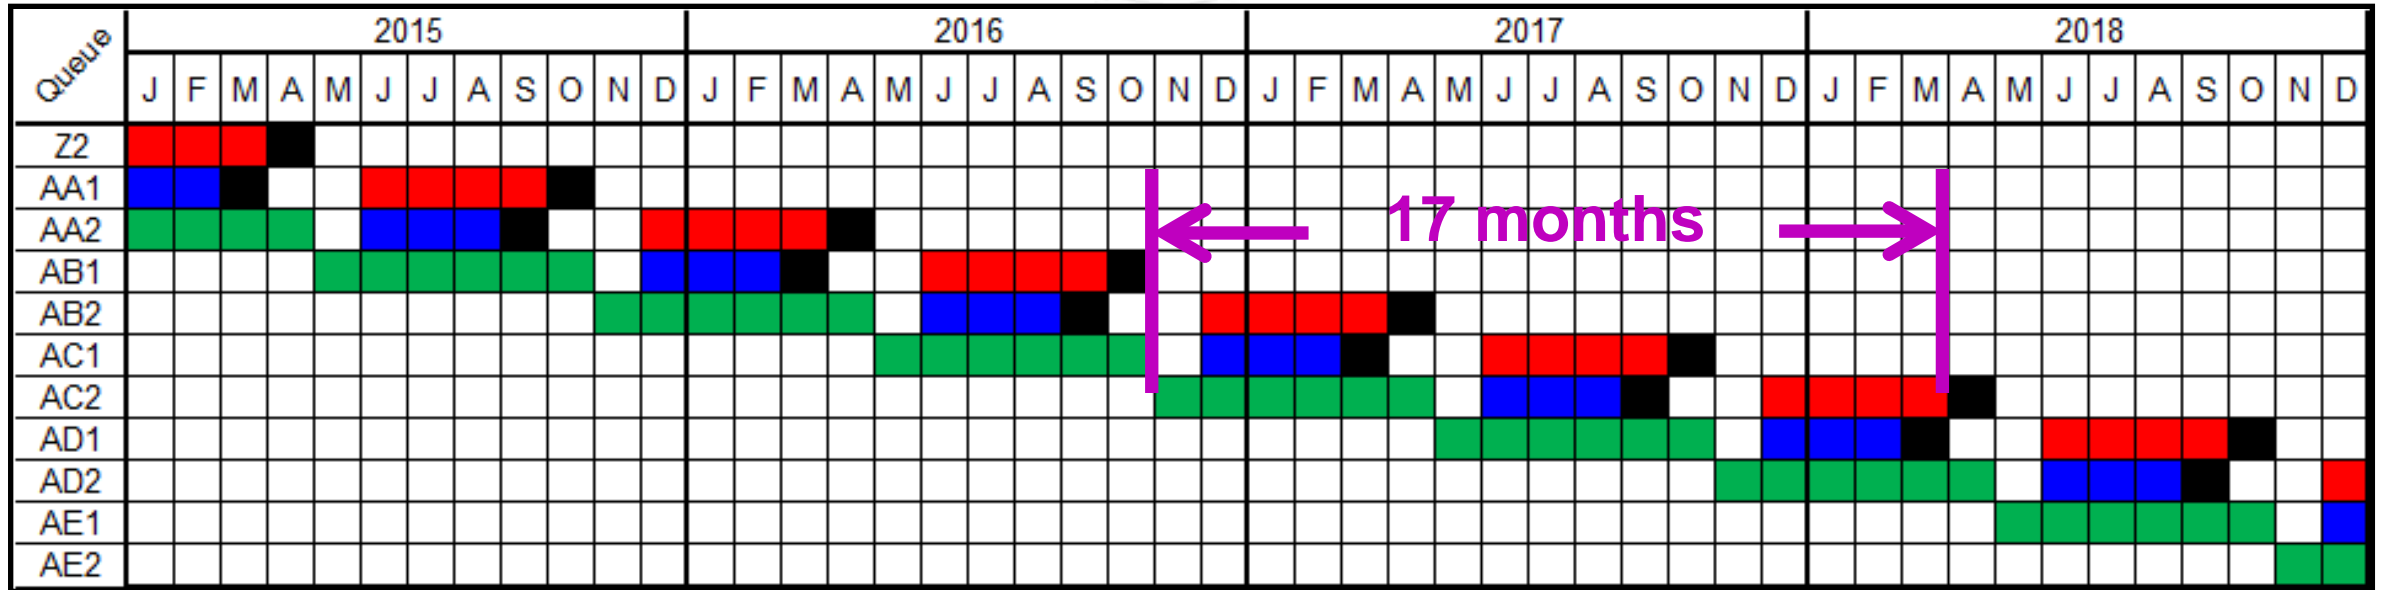 2015 2016 2017 2018
Queue J F M A M J J A S O N D J F M A M J J A S O N D J F M A M J J A S O N D J F M A M J J A S O N D
Z2
AA1
AA2
17 months
AB1
AB2
AC1
AC2
AD1
AD2
AE1
AE2